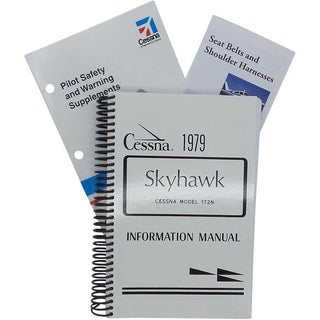 Cessna
Pilot Safety
and Warning
Supplements
Seat Belts and
Shoulder Harnesses
Cessna 1979
Skyhawk
CESSNA MODEL 172N
INFORMATION MANUAL